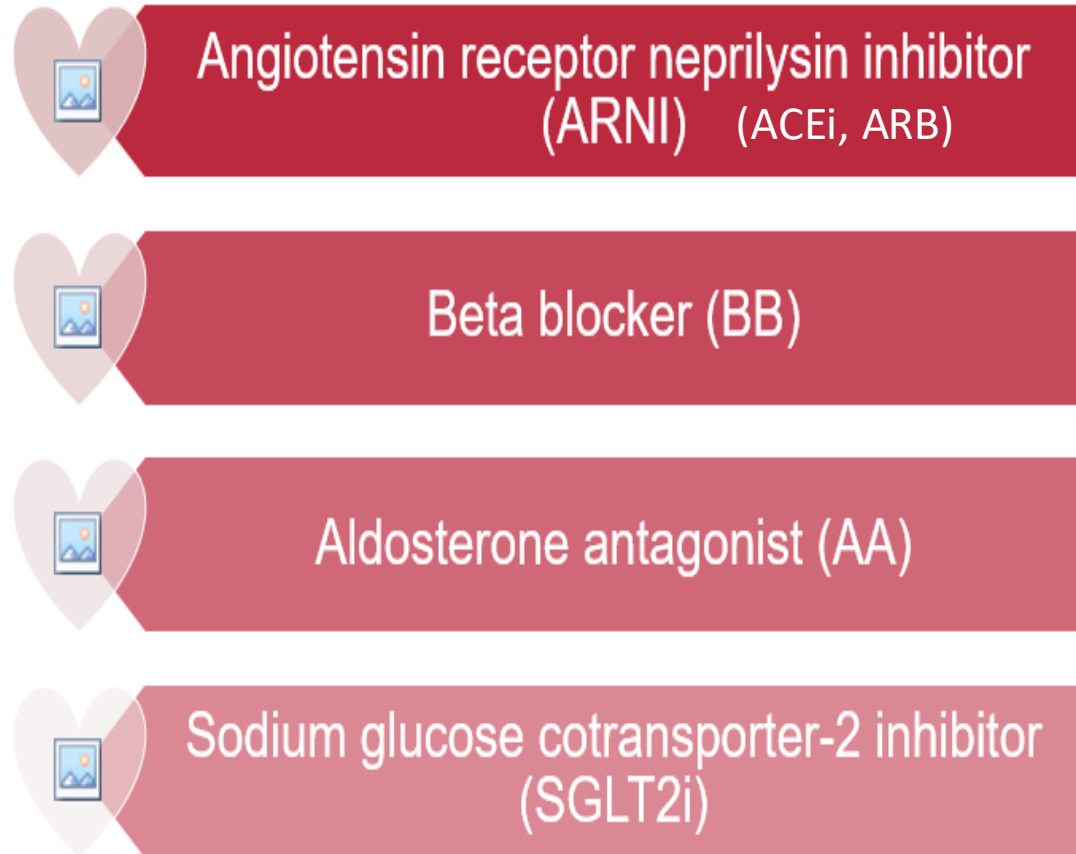 Angiotensin receptor neprilysin inhibitor
(ARNI) (ACEi, ARB)
Beta blocker (BB)
Aldosterone antagonist (AA)
Sodium glucose cotransporter-2 inhibitor
(SGLT2i)